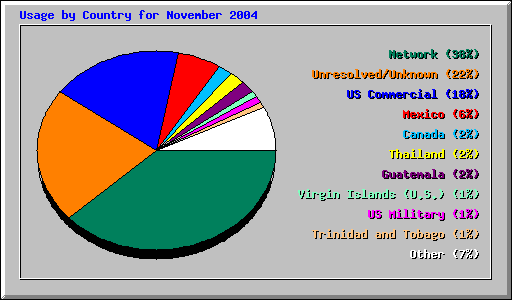 Usage by Country for November 2004
Network (38%)
Unresolved/Unknown (22%)
US Commercial (18%)
Mexico (6%)
Canada (2%)
Thailand (2%)
Guatemala (2%)
Virgin Islands (U.S.) (1%)
US Military (1%)
Trinidad and Tobago (1%)
Other (7%)